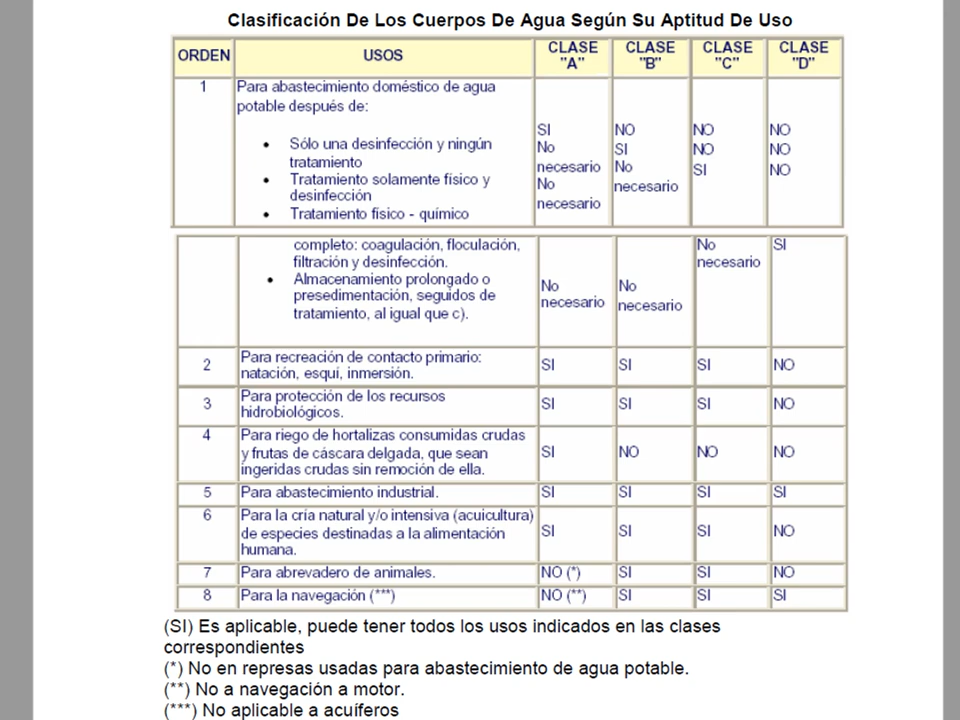 Clasificación De Los Cuerpos De Agua Según Su Aptitud De Uso
ORDEN USOS CLASE "A" CLASE "B" CLASE "C" CLASE "D"
1 Para abastecimiento doméstico de agua
potable después de:
• Sólo una desinfección y ningún
tratamiento
• Tratamiento solamente físico y
desinfección
• Tratamiento físico - químico
SI
No
necesario
No
necesario
NO
SI
No
necesario
NO
NO
SI
NO
NO
NO
completo: coagulación, floculación,
filtración y desinfección.
• Almacenamiento prolongado o
presedimentación, seguidos de
tratamiento, al igual que c).
No
necesario
No
necesario
No
necesario
SI
2 Para recreación de contacto primario:
natación, esquí, inmersión.
SI SI SI NO
3 Para protección de los recursos
hidrobiológicos.
SI SI SI NO
4 Para riego de hortalizas consumidas crudas
y frutas de cáscara delgada, que sean
ingeridas crudas sin remoción de ella.
SI NO NO NO
5 Para abastecimiento industrial. SI SI SI SI
6 Para la cría natural y/o intensiva (acuicultura)
de especies destinadas a la alimentación
humana.
SI SI SI NO
7 Para abrevadero de animales. NO (*) SI SI NO
8 Para la navegación (***) NO (**) SI SI SI
(SI) Es aplicable, puede tener todos los usos indicados en las clases
correspondientes
(*) No en represas usadas para abastecimiento de agua potable.
(**) No a navegación a motor.
(***) No aplicable a acuíferos